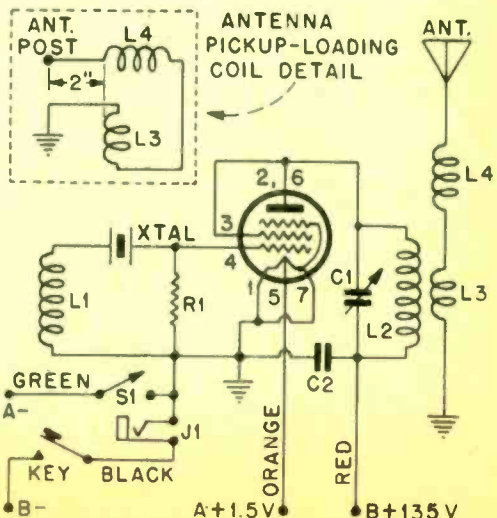 ANT. POST
L4
2"
L3
ANTENNA
PICKUP-LOADING
COIL DETAIL
ANT.
L4
L3
2, 6
3
4
1
5
7
XTAL
L1
R1
C1
L2
C2
GREEN
A-
S1
J1
KEY
BLACK
B-
ORANGE
RED
A+1.5V
B+135V